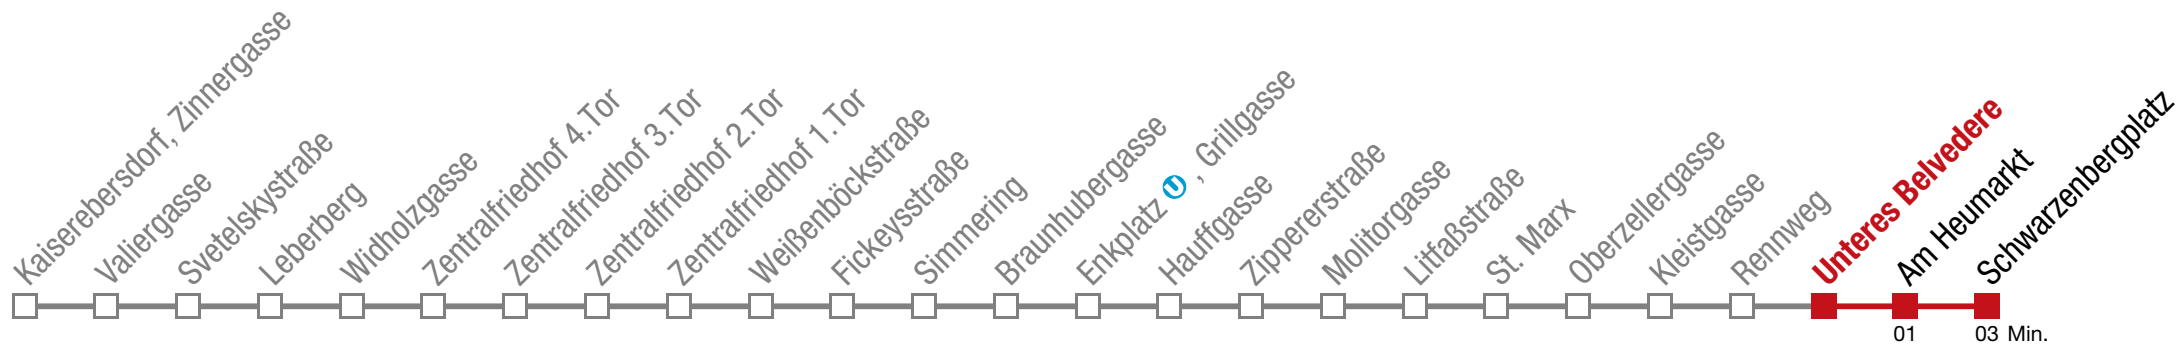 Kaiserebersdorf, Zinnergasse
Valiergasse
Svetelskystraße
Leberberg
Widholzgasse
Zentralfriedhof 4.Tor
Zentralfriedhof 3.Tor
Zentralfriedhof 2.Tor
Zentralfriedhof 1.Tor
Weißenböckstraße
Fickeysstraße
Simmering
Braunhubergasse
Enkplatz U, Grillgasse
Hauffgasse
Zippererstraße
Molitorgasse
Litfaßstraße
St. Marx
Oberzellergasse
Kleistgasse
Rennweg
Unteres Belvedere
Am Heumarkt
Schwarzenbergplatz
01
03 Min.